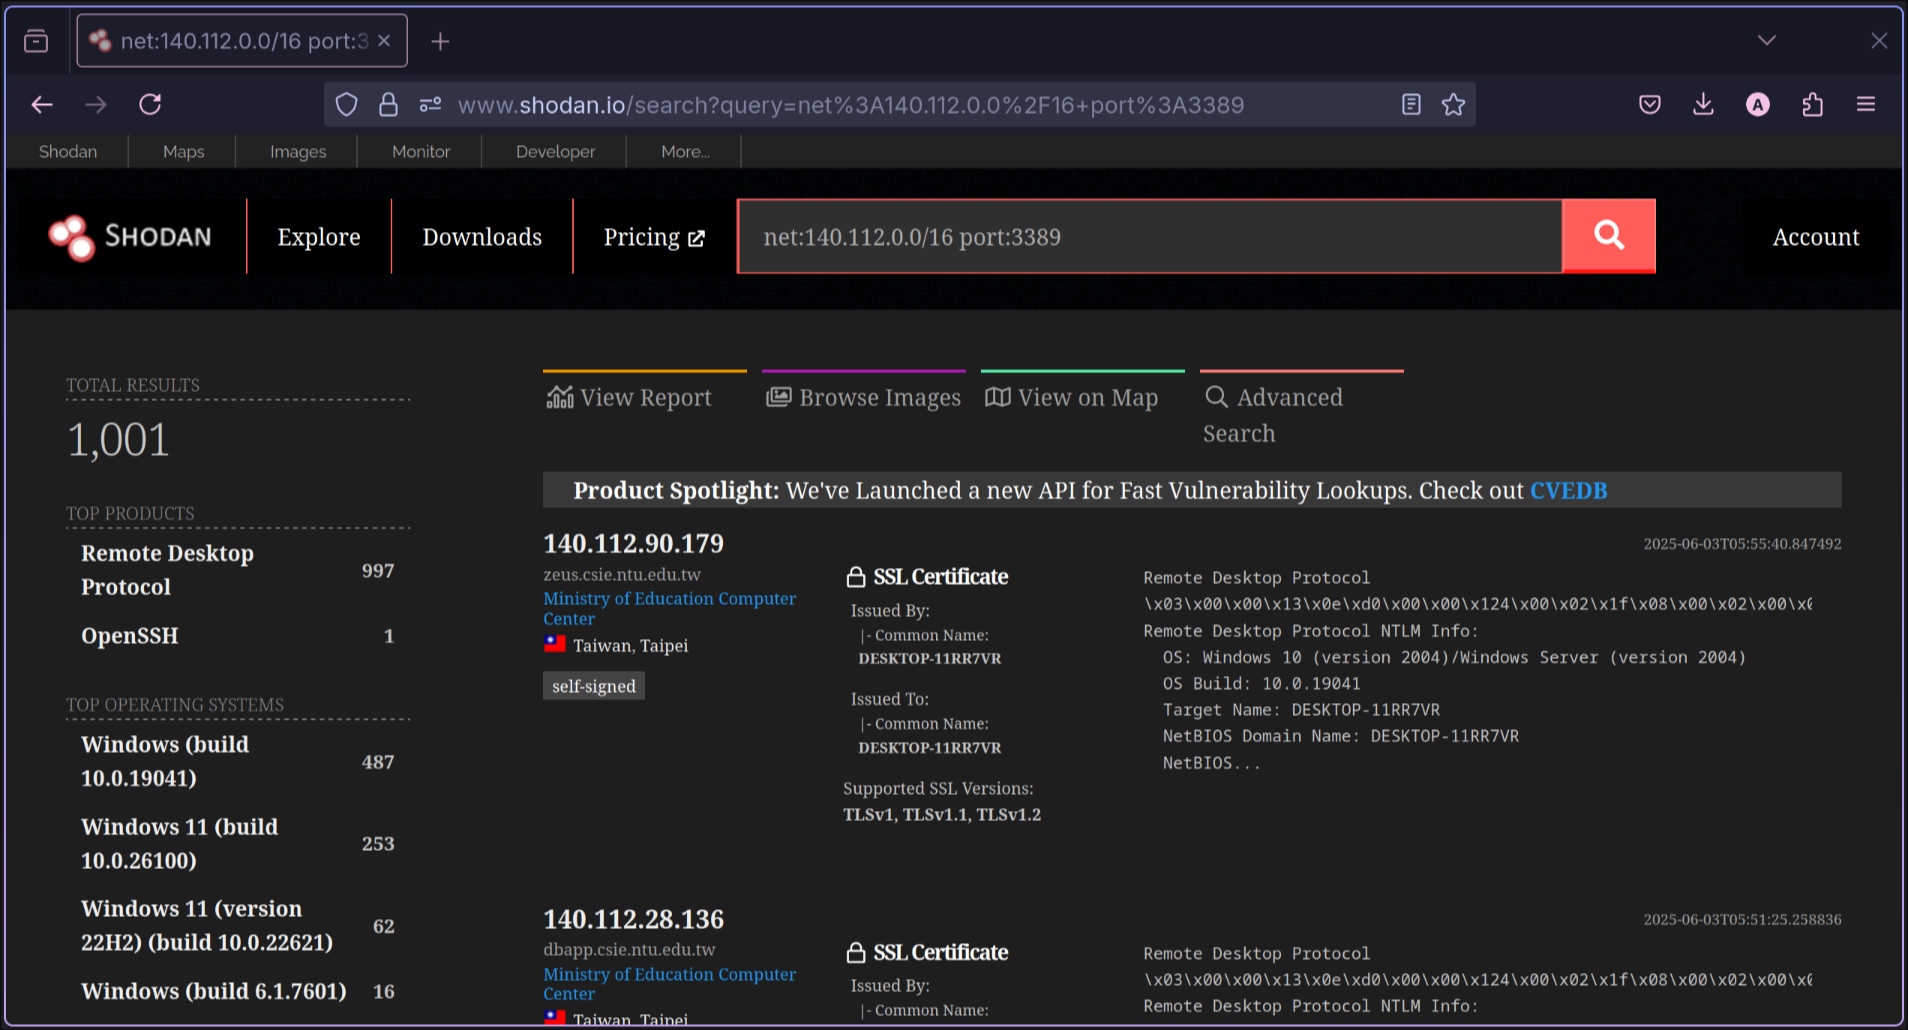 net:140.112.0.0/16 port:3
www.shodan.io/search?query=net%3A140.112.0.0%2F16+port%3A3389
A
Shodan
Maps
Images
Monitor
Developer
More...
SHODAN
Explore
Downloads
Pricing
net:140.112.0.0/16 port:3389
Account
TOTAL RESULTS
1,001
TOP PRODUCTS
Remote Desktop
Protocol
997
OpenSSH
1
TOP OPERATING SYSTEMS
Windows (build
10.0.19041)
487
Windows 11 (build
10.0.26100)
253
Windows 11 (version
22H2) (build 10.0.22621)
62
Windows (build 6.1.7601)
16
View Report
Browse Images
View on Map
Advanced
Search
Product Spotlight: We've Launched a new API for Fast Vulnerability Lookups. Check out CVEDB
140.112.90.179
2025-06-03T05:55:40.847492
zeus.csie.ntu.edu.tw
Ministry of Education Computer
Center
Taiwan, Taipei
self-signed
SSL Certificate
Issued By:
|- Common Name:
DESKTOP-11RR7VR
Issued To:
|- Common Name:
DESKTOP-11RR7VR
Supported SSL Versions:
TLSv1, TLSv1.1, TLSv1.2
Remote Desktop Protocol
\x03\x00\x00\x13\x0e\xd0\x00\x00\x124\x00\x02\x1f\x08\x00\x02\x00\x0
Remote Desktop Protocol NTLM Info:
OS: Windows 10 (version 2004)/Windows Server (version 2004)
OS Build: 10.0.19041
Target Name: DESKTOP-11RR7VR
NetBIOS Domain Name: DESKTOP-11RR7VR
NetBIOS...
140.112.28.136
2025-06-03T05:51:25.258836
dbapp.csie.ntu.edu.tw
Ministry of Education Computer
Center
Taiwan, Taipei
SSL Certificate
Issued By:
|- Common Name:
Remote Desktop Protocol
\x03\x00\x00\x13\x0e\xd0\x00\x00\x124\x00\x02\x1f\x08\x00\x02\x00\x0
Remote Desktop Protocol NTLM Info: